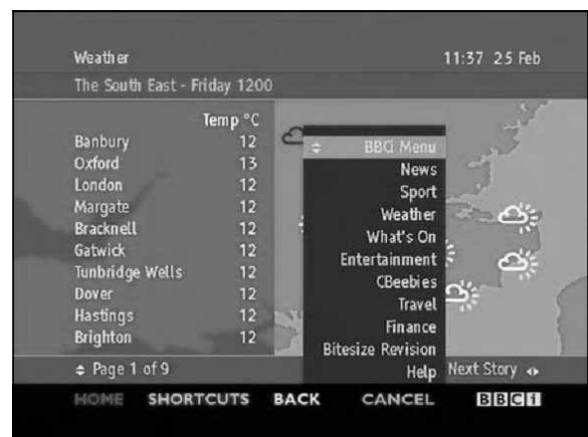 Weather 11:37 25 Feb
The South East - Friday 1200
Temp °C
Banbury 12
Oxford 13
London 12
Margate 12
Bracknell 12
Gatwick 12
Tunbridge Wells 12
Dover 12
Hastings 12
Brighton 12
BBCi Menu
News
Sport
Weather
What's On
Entertainment
CBeebies
Travel
Finance
Bitesize Revision
Help
Page 1 of 9 Next Story
HOME SHORTCUTS BACK CANCEL BBCi